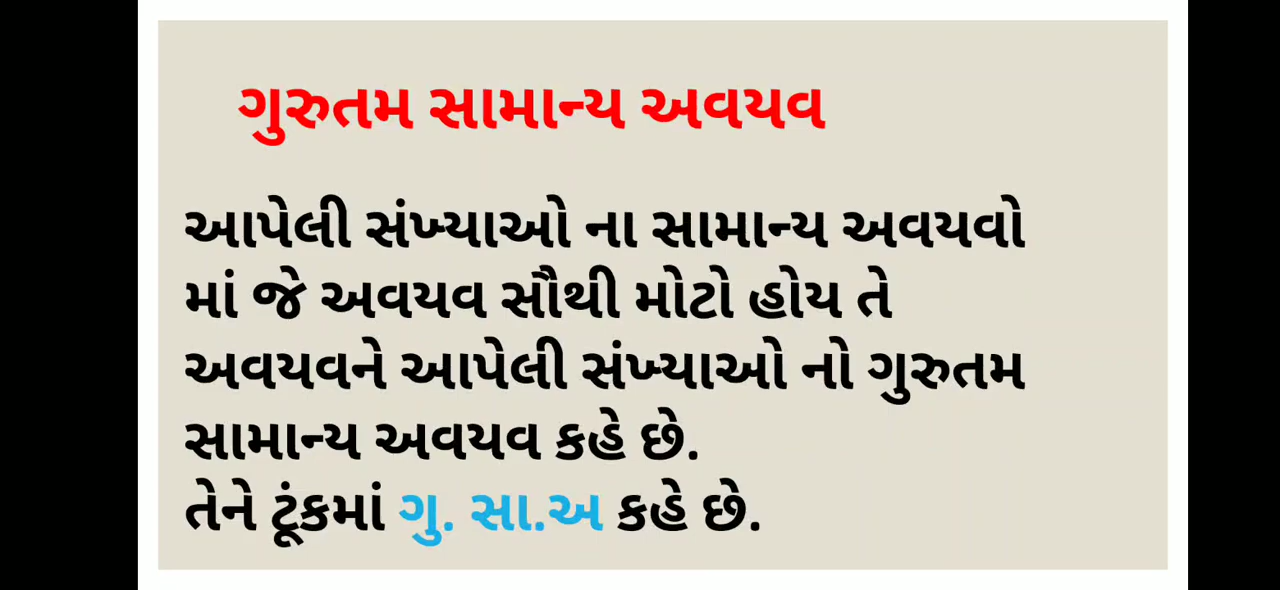 ગુરુતમ સામાન્ય અવયવ
આપેલી સંખ્યાઓ ના સામાન્ય અવયવો
માં જે અવયવ સૌથી મોટો હોય તે
અવયવને આપેલી સંખ્યાઓ નો ગુરુતમ
સામાન્ય અવયવ કહે છે.
તેને ટૂંકમાં ગુ. સા.અ કહે છે.